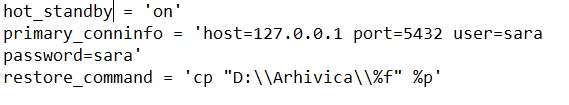 hot_standby = 'on'
primary_conninfo = 'host=127.0.0.1 port=5432 user=sara
password=sara'
restore_command = 'cp "D:\\Arhivica\\%f" %p'